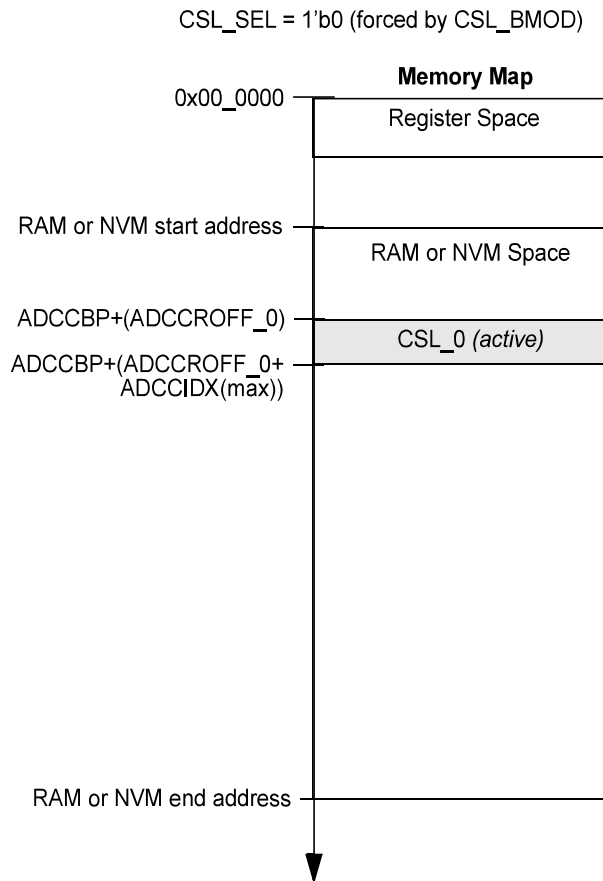 CSL_SEL = 1'b0 (forced by CSL_BMOD)
Memory Map
0x00_0000
Register Space
RAM or NVM start address
RAM or NVM Space
ADCCBP+(ADCCROFF_0)
CSL_0 (active)
ADCCBP+(ADCCROFF_0+
ADCCIDX(max))
RAM or NVM end address